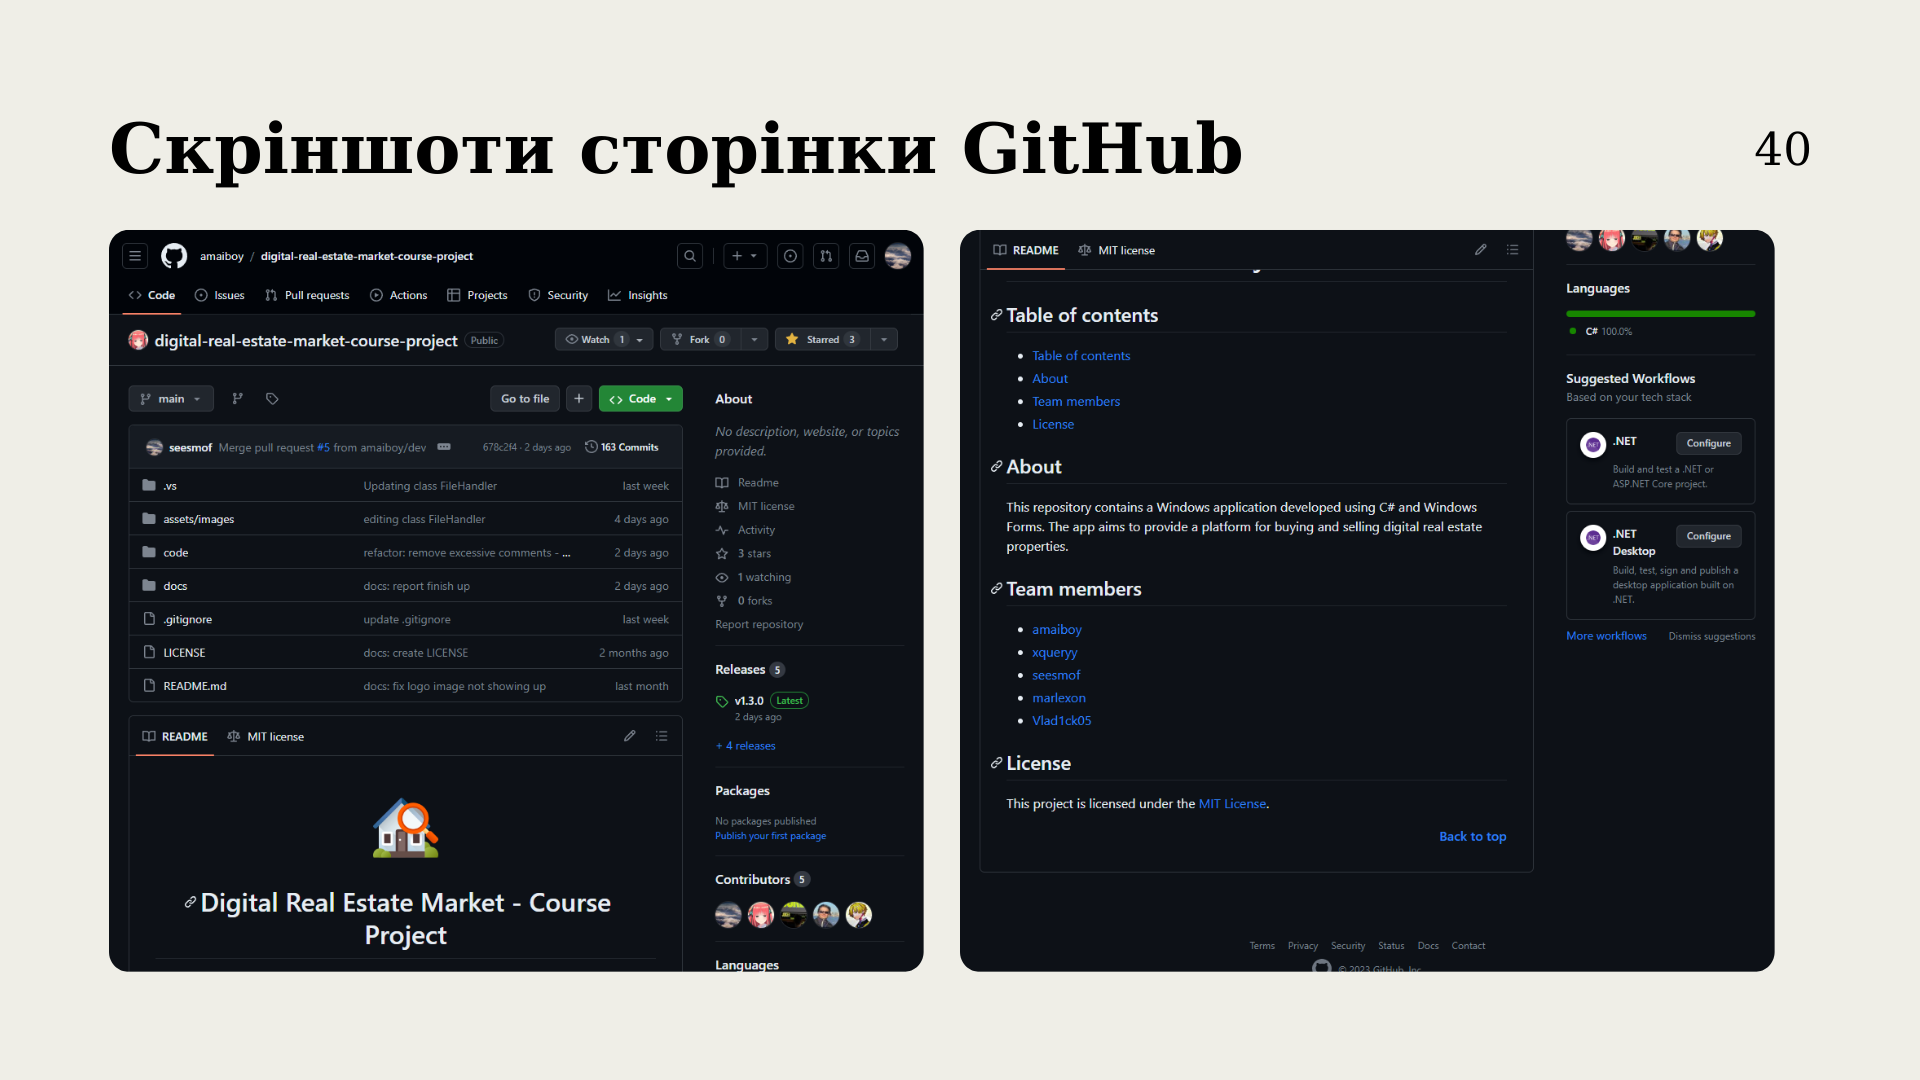 Скріншоти сторінки GitHub
40
amaiboy / digital-real-estate-market-course-project
Code Issues Pull requests Actions Projects Security Insights
digital-real-estate-market-course-project Public
Watch 1 Fork 0 Starred 3
main Go to file Code
seesmof Merge pull request #5 from amaiboy/dev 678c2f4 · 2 days ago 163 Commits
.vs Updating class FileHandler last week
assets/images editing class FileHandler 4 days ago
code refactor: remove excessive comments - ... 2 days ago
docs docs: report finish up 2 days ago
.gitignore update .gitignore last week
LICENSE docs: create LICENSE 2 months ago
README.md docs: fix logo image not showing up last month
README MIT license
Digital Real Estate Market - Course
Project
About
No description, website, or topics
provided.
Readme
MIT license
Activity
3 stars
1 watching
0 forks
Report repository
Releases 5
v1.3.0 Latest
2 days ago
+ 4 releases
Packages
No packages published
Publish your first package
Contributors 5
Languages
README MIT license
Table of contents
Table of contents
About
Team members
License
About
This repository contains a Windows application developed using C# and Windows
Forms. The app aims to provide a platform for buying and selling digital real estate
properties.
Team members
amaiboy
xqueryy
seesmof
marlexon
Vlad1ck05
License
This project is licensed under the MIT License.
Back to top
Languages
C# 100.0%
Suggested Workflows
Based on your tech stack
.NET Configure
Build and test a .NET or
ASP.NET Core project.
.NET
Desktop Configure
Build, test, sign and publish a
desktop application built on
.NET.
More workflows Dismiss suggestions
Terms Privacy Security Status Docs Contact
© 2023 GitHub, Inc.